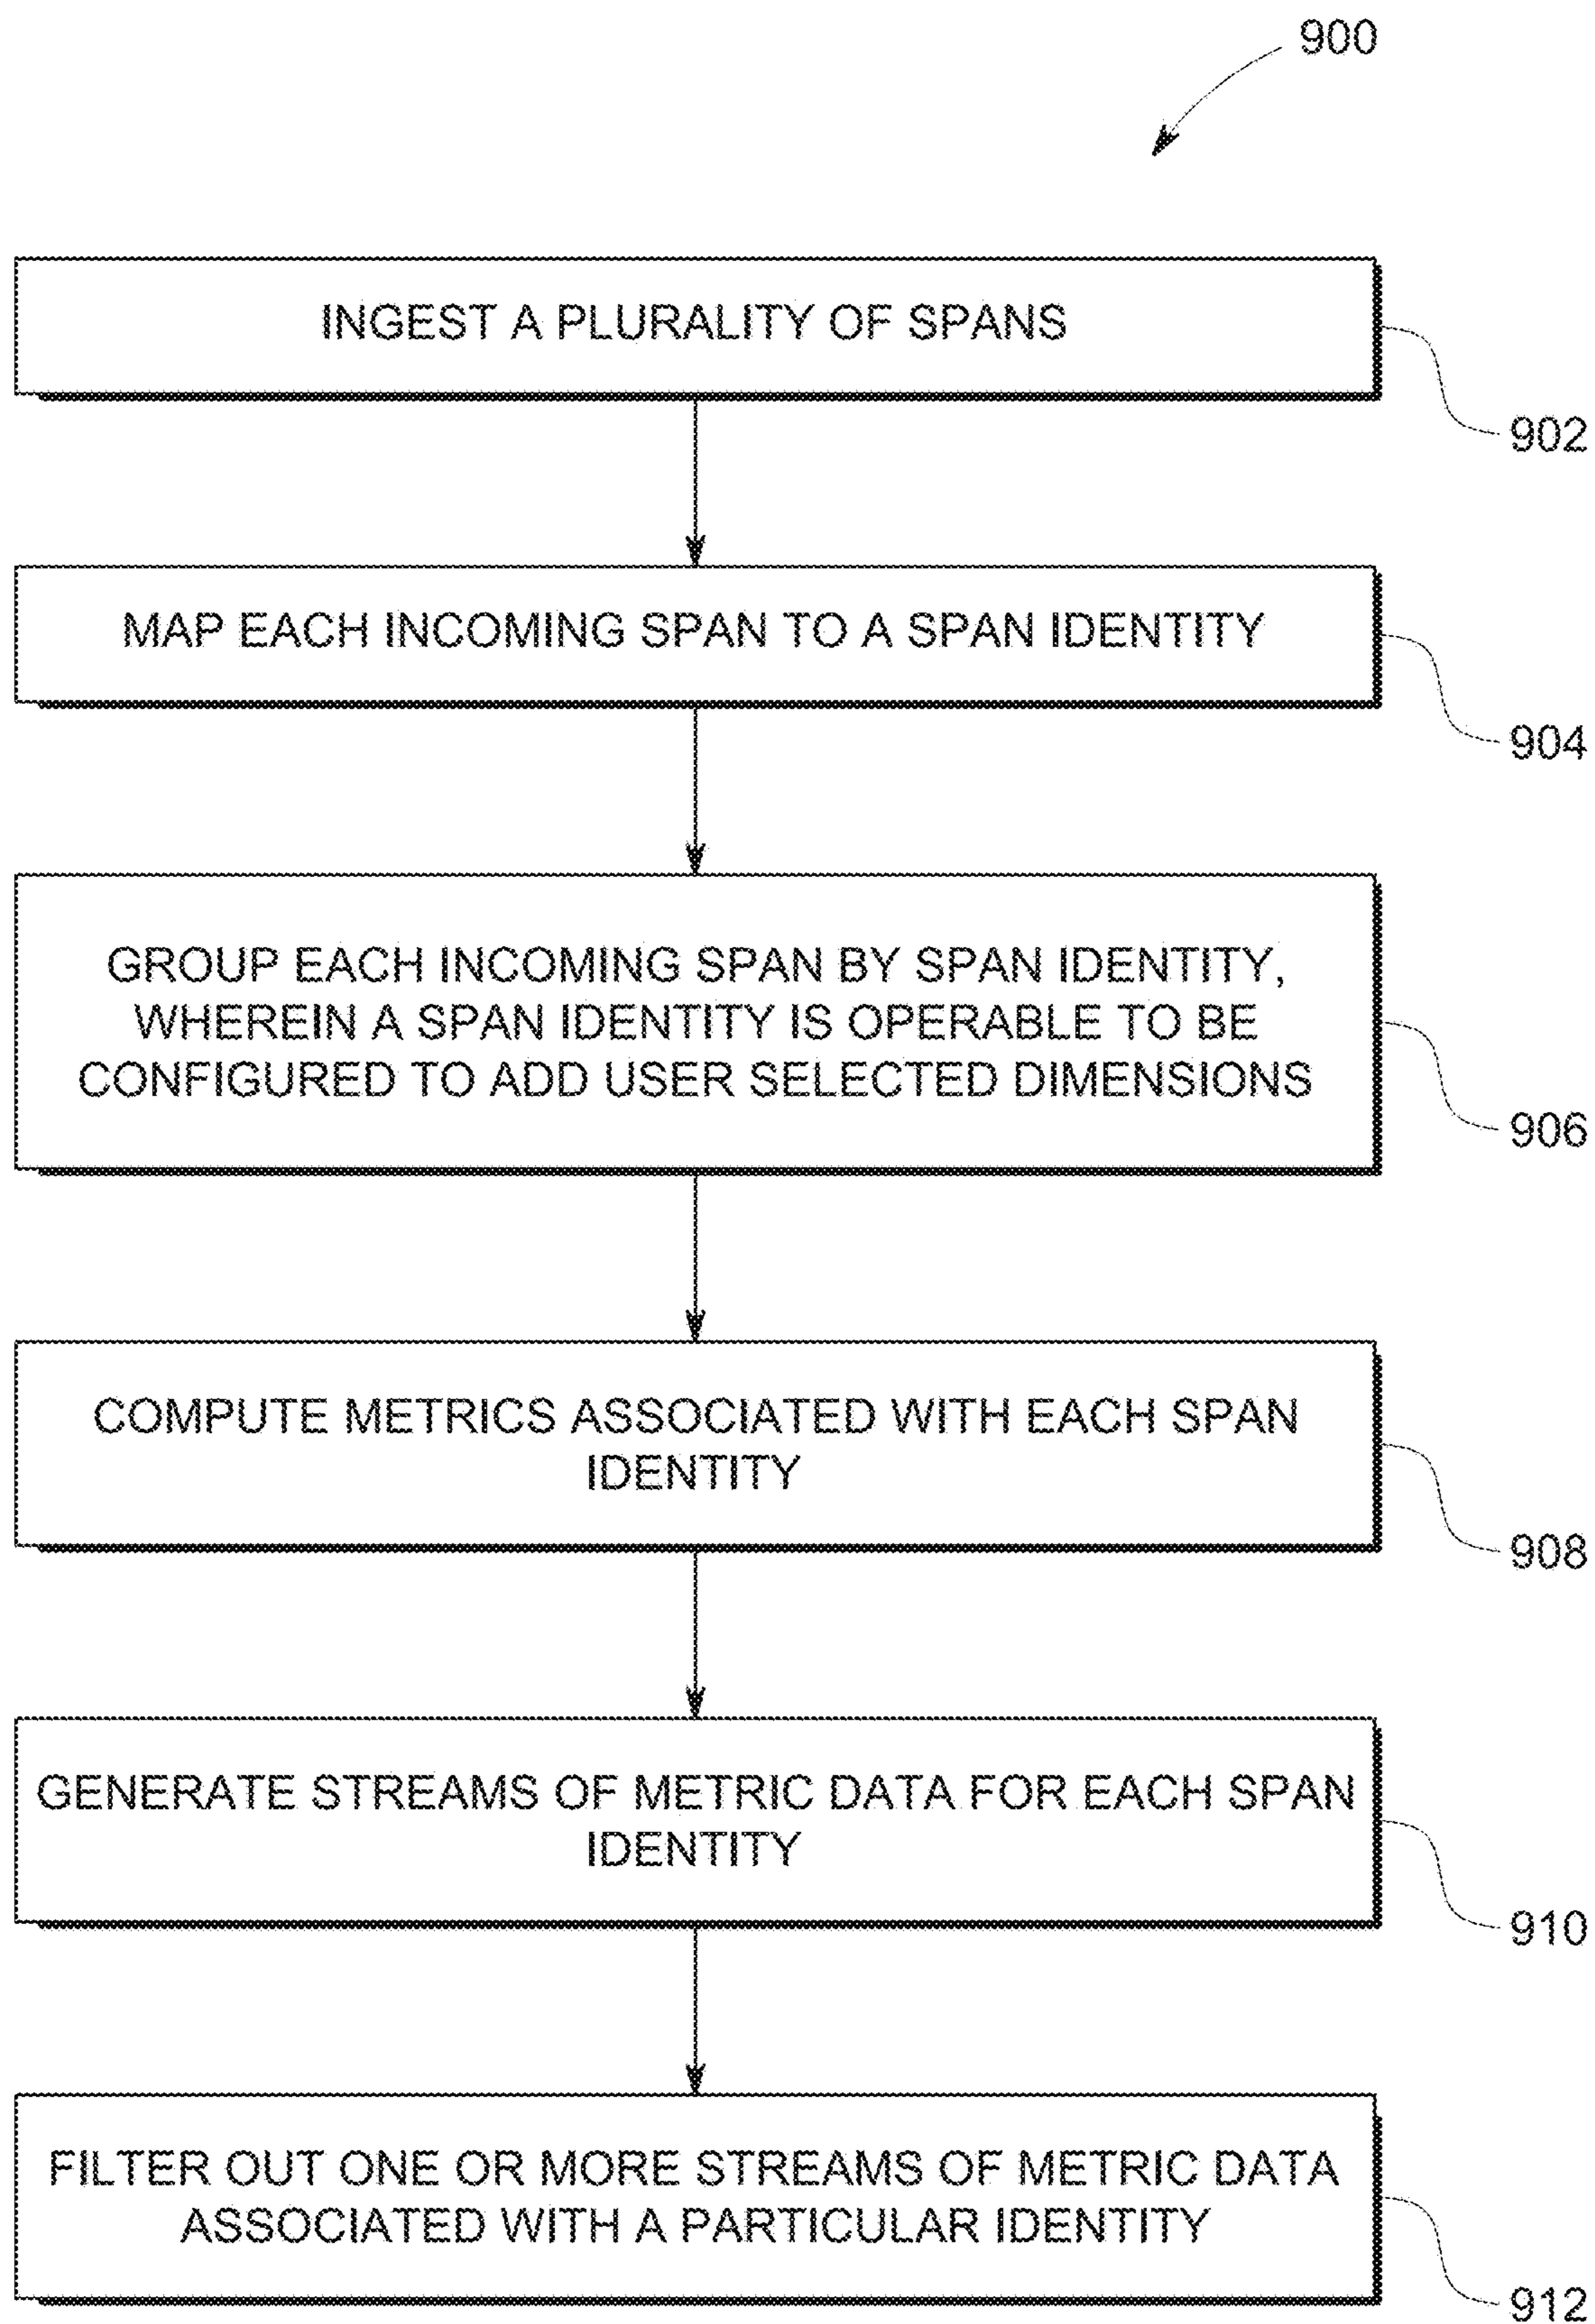 900
INGEST A PLURALITY OF SPANS
902
MAP EACH INCOMING SPAN TO A SPAN IDENTITY
904
GROUP EACH INCOMING SPAN BY SPAN IDENTITY,
WHEREIN A SPAN IDENTITY IS OPERABLE TO BE
CONFIGURED TO ADD USER SELECTED DIMENSIONS
906
COMPUTE METRICS ASSOCIATED WITH EACH SPAN
IDENTITY
908
GENERATE STREAMS OF METRIC DATA FOR EACH SPAN
IDENTITY
910
FILTER OUT ONE OR MORE STREAMS OF METRIC DATA
ASSOCIATED WITH A PARTICULAR IDENTITY
912